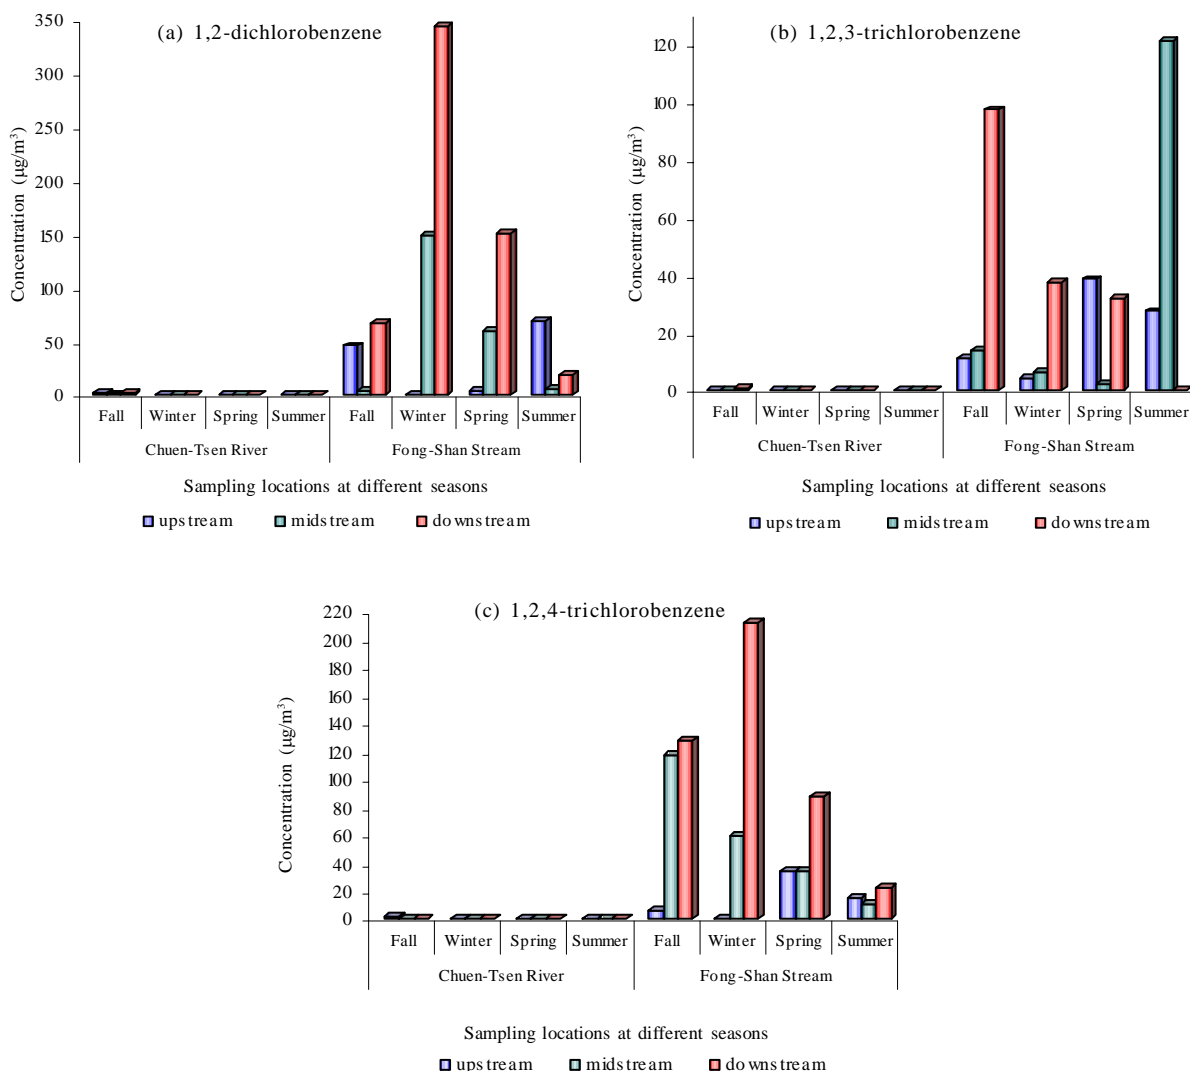 (a) 1,2-dichlorobenzene
350
300
250
200
150
100
50
0
Concentration (µg/m³)
Fall Winter Spring Summer Fall Winter Spring Summer
Chuen-Tsen River Fong-Shan Stream
Sampling locations at different seasons
upstream midstream downstream
(b) 1,2,3-trichlorobenzene
120
100
80
60
40
20
0
Concentration (µg/m³)
Fall Winter Spring Summer Fall Winter Spring Summer
Chuen-Tsen River Fong-Shan Stream
Sampling locations at different seasons
upstream midstream downstream
(c) 1,2,4-trichlorobenzene
220
200
180
160
140
120
100
80
60
40
20
0
Concentration (µg/m³)
Fall Winter Spring Summer Fall Winter Spring Summer
Chuen-Tsen River Fong-Shan Stream
Sampling locations at different seasons
upstream midstream downstream